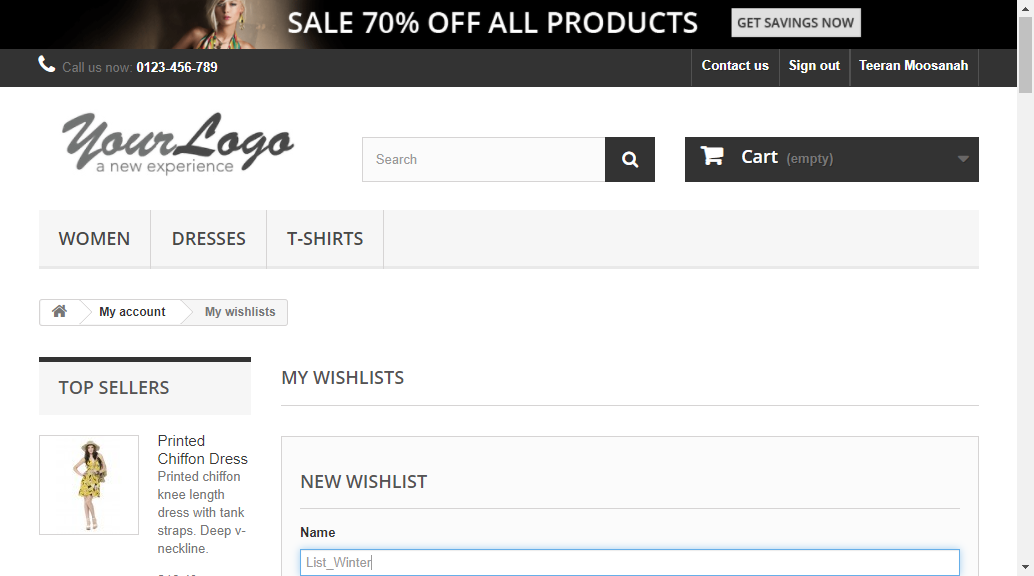 SALE 70% OFF ALL PRODUCTS GET SAVINGS NOW
Call us now: 0123-456-789 Contact us Sign out Teeran Moosanah
YourLogo
a new experience
Search
Cart (empty)
WOMEN DRESSES T-SHIRTS
My account My wishlists
TOP SELLERS
Printed
Chiffon Dress
Printed chiffon
knee length
dress with tank
straps. Deep v-
neckline.
MY WISHLISTS
NEW WISHLIST
Name
List_Winter